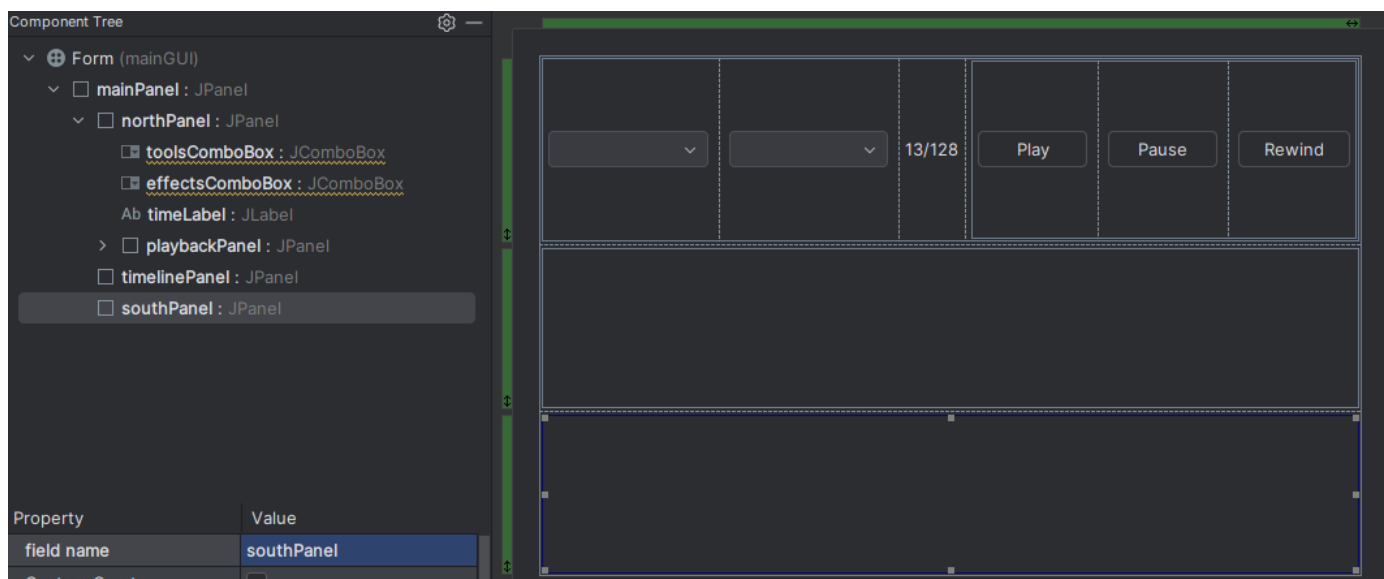 Component Tree
Form (mainGUI)
mainPanel : JPanel
northPanel : JPanel
toolsComboBox : JComboBox
effectsComboBox : JComboBox
Ab timeLabel : JLabel
playbackPanel : JPanel
timelinePanel : JPanel
southPanel : JPanel
Property Value
field name southPanel
13/128 Play Pause Rewind